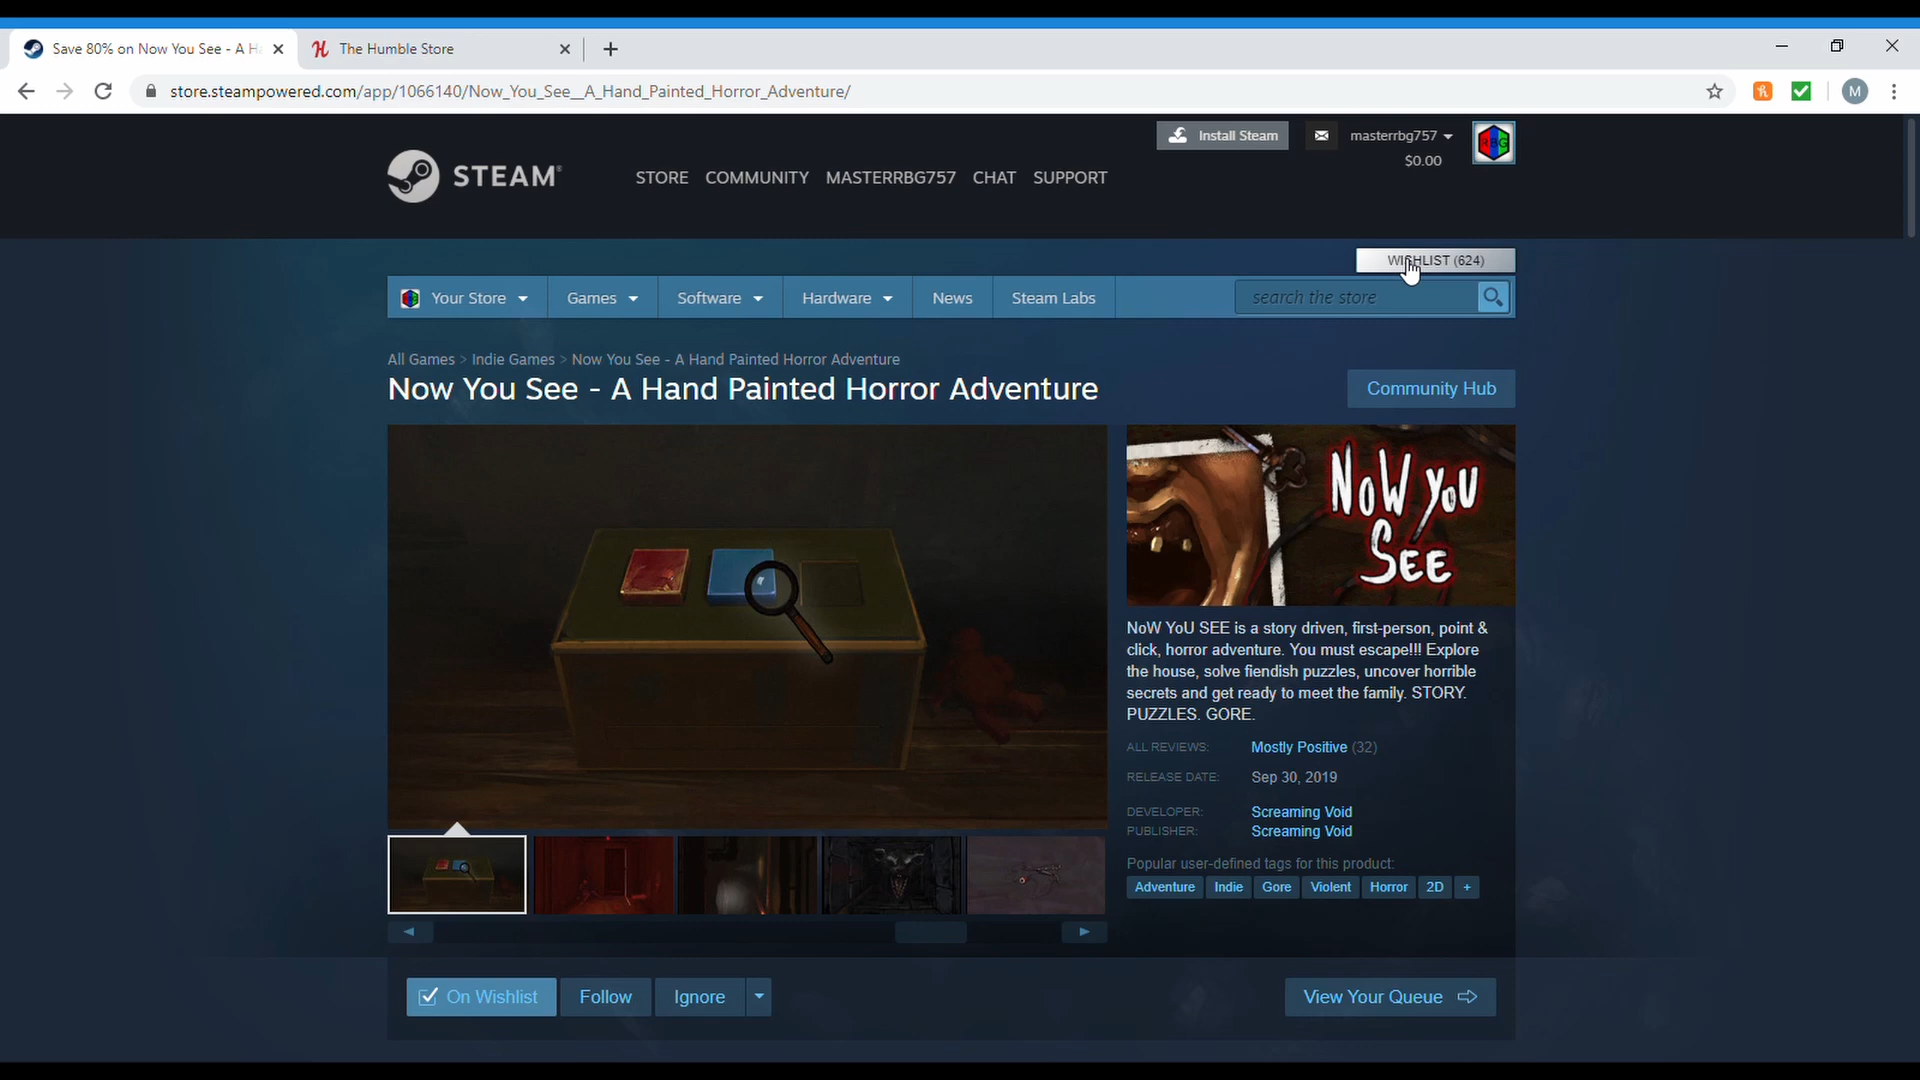 Save 80% on Now You See - A H
The Humble Store
store.steampowered.com/app/1066140/Now_You_See__A_Hand_Painted_Horror_Adventure/
M
Install Steam
masterrbg757
$0.00
RBG
STEAM®
STORE COMMUNITY MASTERRBG757 CHAT SUPPORT
WISHLIST (624)
Your Store Games Software Hardware News Steam Labs
search the store
All Games > Indie Games > Now You See - A Hand Painted Horror Adventure
Now You See - A Hand Painted Horror Adventure
Community Hub
NoW YoU
SEE
NoW YoU SEE is a story driven, first-person, point &
click, horror adventure. You must escape!!! Explore
the house, solve fiendish puzzles, uncover horrible
secrets and get ready to meet the family. STORY.
PUZZLES. GORE.
ALL REVIEWS: Mostly Positive (32)
RELEASE DATE: Sep 30, 2019
DEVELOPER: Screaming Void
PUBLISHER: Screaming Void
Popular user-defined tags for this product:
Adventure Indie Gore Violent Horror 2D +
On Wishlist Follow Ignore
View Your Queue